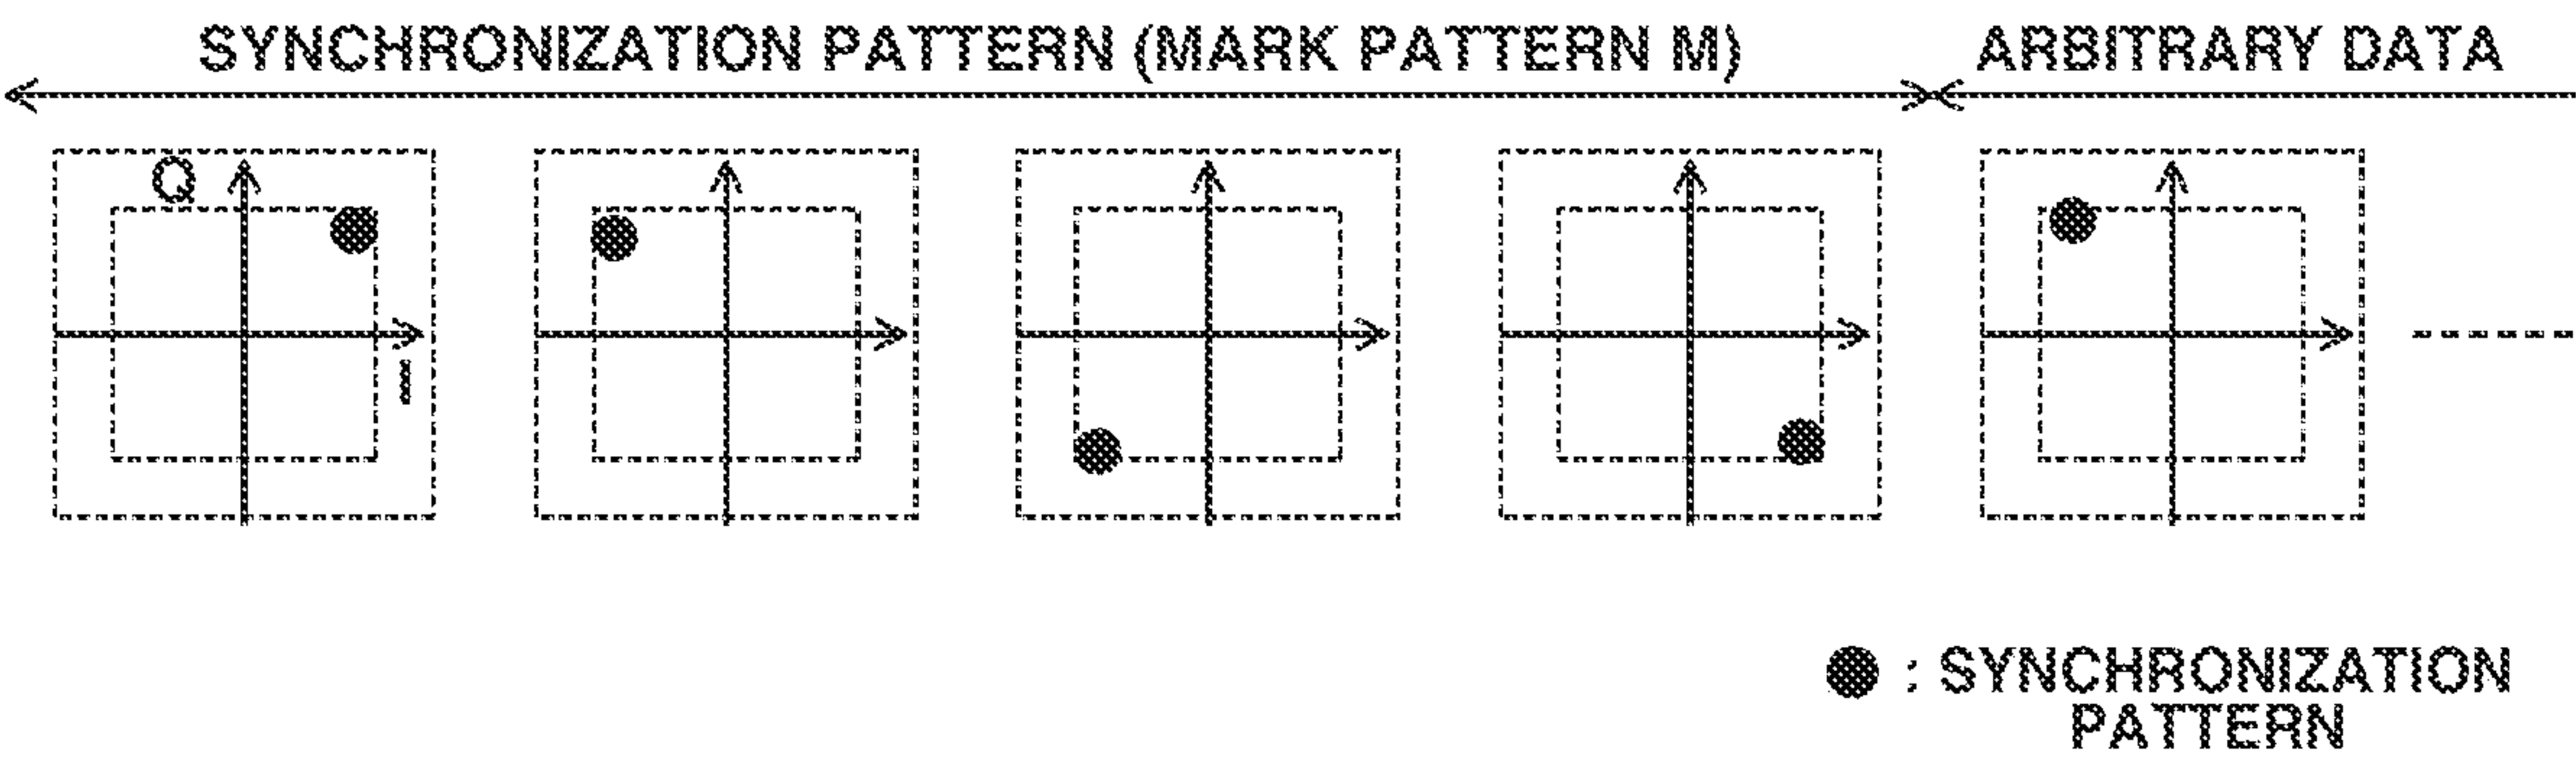 SYNCHRONIZATION PATTERN (MARK PATTERN M) ARBITRARY DATA
Q
i
: SYNCHRONIZATION
PATTERN